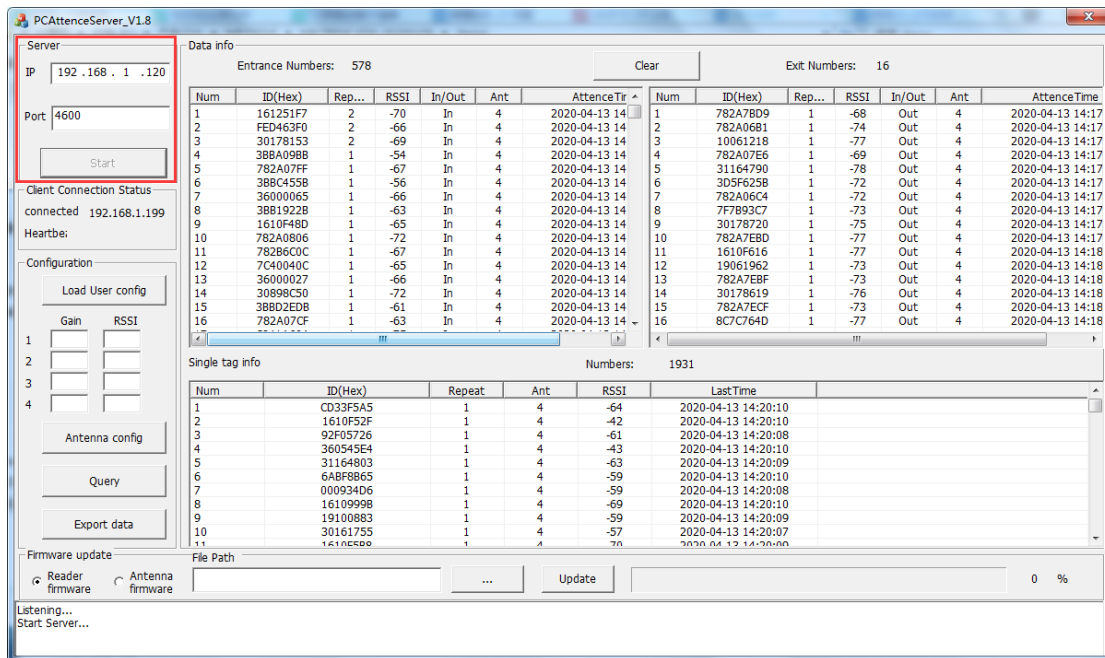 PCAttenceServer_V1.8
Server
IP 192 .168 . 1 .120
Port 4600
Start
Client Connection Status
connected 192.168.1.199
Heartbe:
Configuration
Load User config
Gain RSSI
1
2
3
4
Antenna config
Query
Export data
Data info
Entrance Numbers: 578
Clear
Exit Numbers: 16
Num ID(Hex) Rep... RSSI In/Out Ant AttenceTir
1 161251F7 2 -70 In 4 2020-04-13 14
2 FED463F0 2 -66 In 4 2020-04-13 14
3 30178153 2 -69 In 4 2020-04-13 14
4 3BBA09BB 1 -54 In 4 2020-04-13 14
5 782A07FF 1 -67 In 4 2020-04-13 14
6 3BBC455B 1 -56 In 4 2020-04-13 14
7 36000065 1 -66 In 4 2020-04-13 14
8 3BB1922B 1 -63 In 4 2020-04-13 14
9 1610F48D 1 -65 In 4 2020-04-13 14
10 782A0806 1 -72 In 4 2020-04-13 14
11 782B6C0C 1 -67 In 4 2020-04-13 14
12 7C40040C 1 -65 In 4 2020-04-13 14
13 36000027 1 -66 In 4 2020-04-13 14
14 30898C50 1 -72 In 4 2020-04-13 14
15 3BBD2EDB 1 -61 In 4 2020-04-13 14
16 782A07CF 1 -63 In 4 2020-04-13 14
Num ID(Hex) Rep... RSSI In/Out Ant AttenceTime
1 782A7BD9 1 -68 Out 4 2020-04-13 14:17
2 782A06B1 1 -74 Out 4 2020-04-13 14:17
3 10061218 1 -77 Out 4 2020-04-13 14:17
4 782A07E6 1 -69 Out 4 2020-04-13 14:17
5 31164790 1 -78 Out 4 2020-04-13 14:17
6 3D5F625B 1 -72 Out 4 2020-04-13 14:17
7 782A06C4 1 -72 Out 4 2020-04-13 14:17
8 7F7B93C7 1 -73 Out 4 2020-04-13 14:17
9 30178720 1 -75 Out 4 2020-04-13 14:17
10 782A7EBD 1 -77 Out 4 2020-04-13 14:17
11 1610F616 1 -77 Out 4 2020-04-13 14:18
12 19061962 1 -73 Out 4 2020-04-13 14:18
13 782A7EBF 1 -73 Out 4 2020-04-13 14:18
14 30178619 1 -76 Out 4 2020-04-13 14:18
15 782A7ECF 1 -73 Out 4 2020-04-13 14:18
16 8C7C764D 1 -77 Out 4 2020-04-13 14:18
Single tag info
Numbers: 1931
Num ID(Hex) Repeat Ant RSSI LastTime
1 CD33F5A5 1 4 -64 2020-04-13 14:20:10
2 1610F52F 1 4 -42 2020-04-13 14:20:10
3 92F05726 1 4 -61 2020-04-13 14:20:08
4 360545E4 1 4 -43 2020-04-13 14:20:10
5 31164803 1 4 -63 2020-04-13 14:20:09
6 6ABF8B65 1 4 -59 2020-04-13 14:20:10
7 000934D6 1 4 -59 2020-04-13 14:20:08
8 1610999B 1 4 -69 2020-04-13 14:20:10
9 19100883 1 4 -59 2020-04-13 14:20:09
10 30161755 1 4 -57 2020-04-13 14:20:07
Firmware update
Reader firmware
Antenna firmware
File Path
...
Update
0 %
Listening...
Start Server...